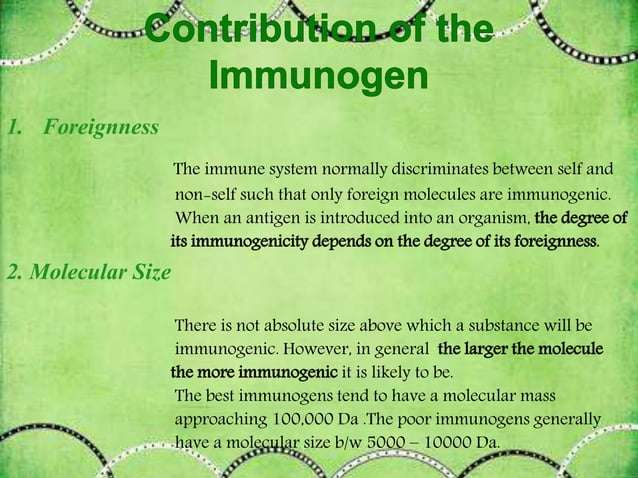 Contribution of the
Immunogen
1. Foreignness
The immune system normally discriminates between self and
non-self such that only foreign molecules are immunogenic.
When an antigen is introduced into an organism, the degree of
its immunogenicity depends on the degree of its foreignness.
2. Molecular Size
There is not absolute size above which a substance will be
immunogenic. However, in general the larger the molecule
the more immunogenic it is likely to be.
The best immunogens tend to have a molecular mass
approaching 100,000 Da .The poor immunogens generally
have a molecular size b/w 5000 – 10000 Da.